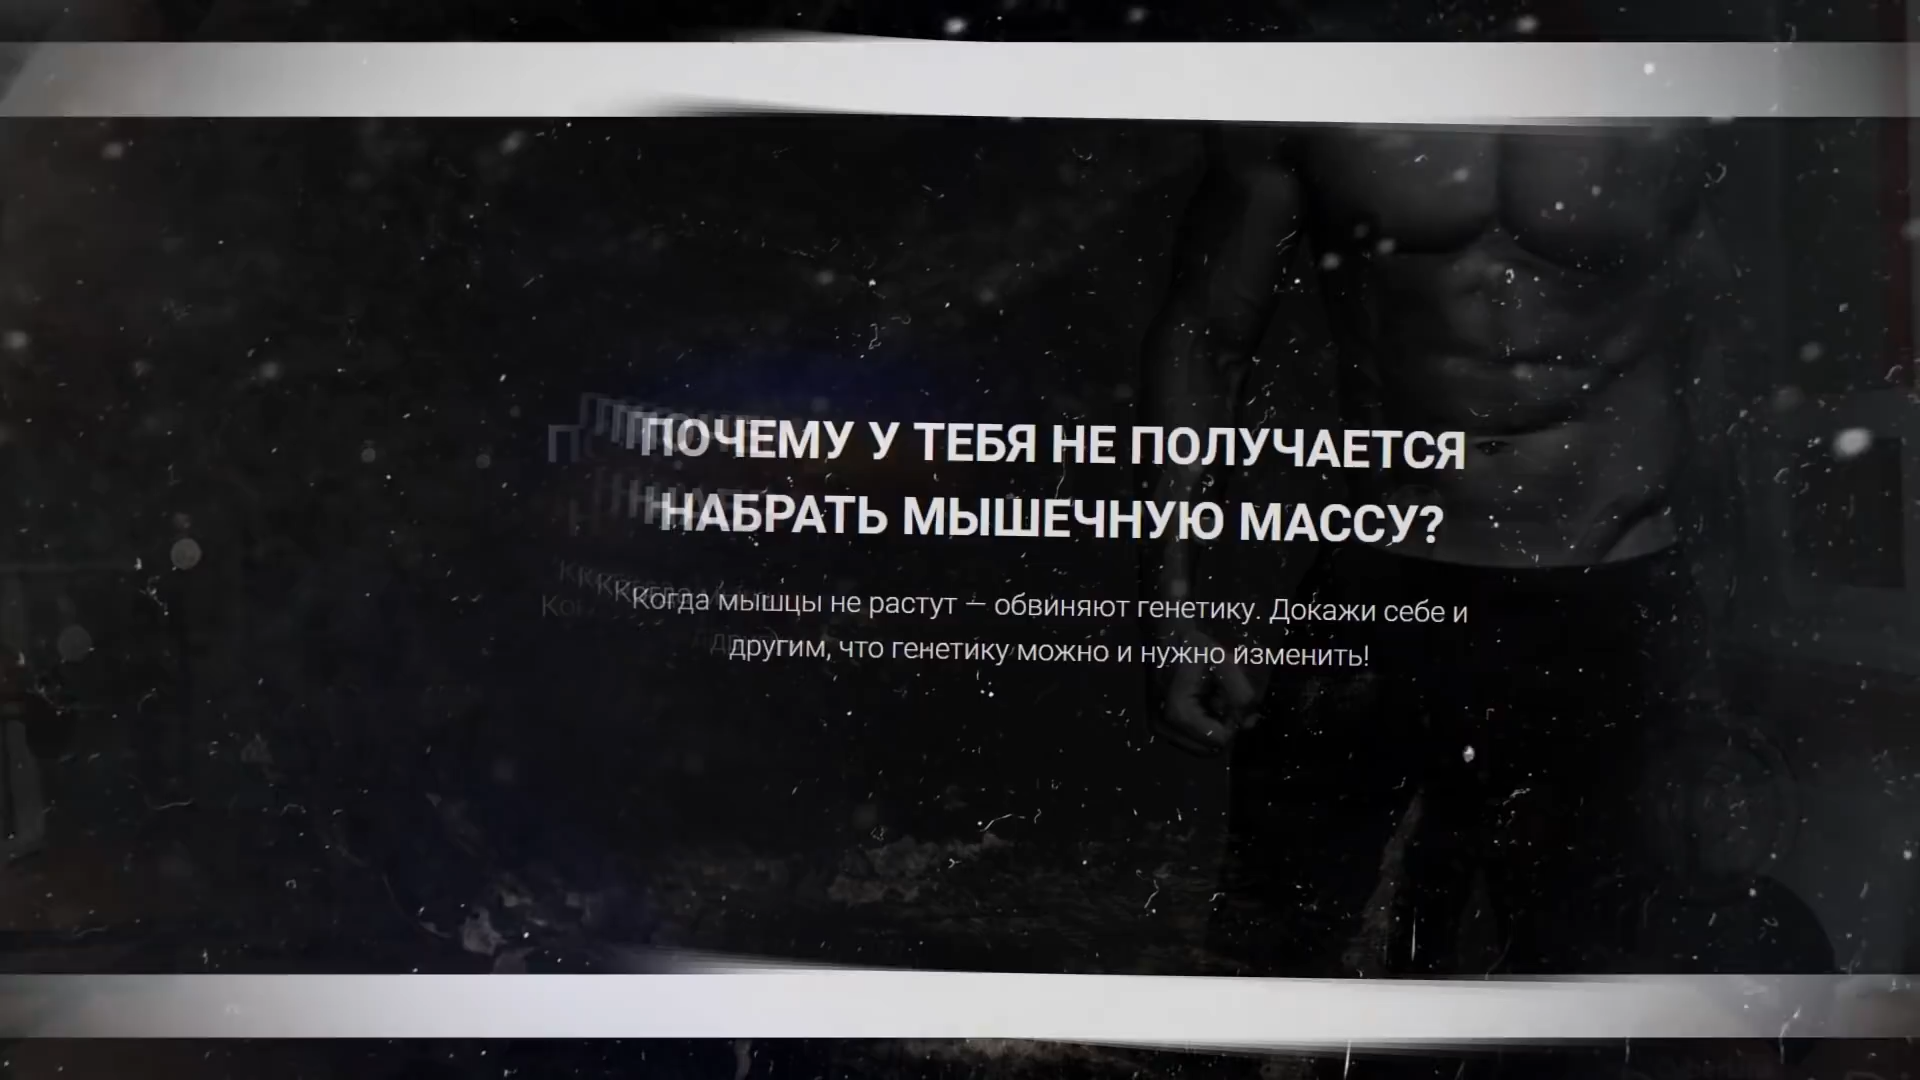 ПОЧЕМУ У ТЕБЯ НЕ ПОЛУЧАЕТСЯ
НАБРАТЬ МЫШЕЧНУЮ МАССУ?
Когда мышцы не растут — обвиняют генетику. Докажи себе и
другим, что генетику можно и нужно изменить!